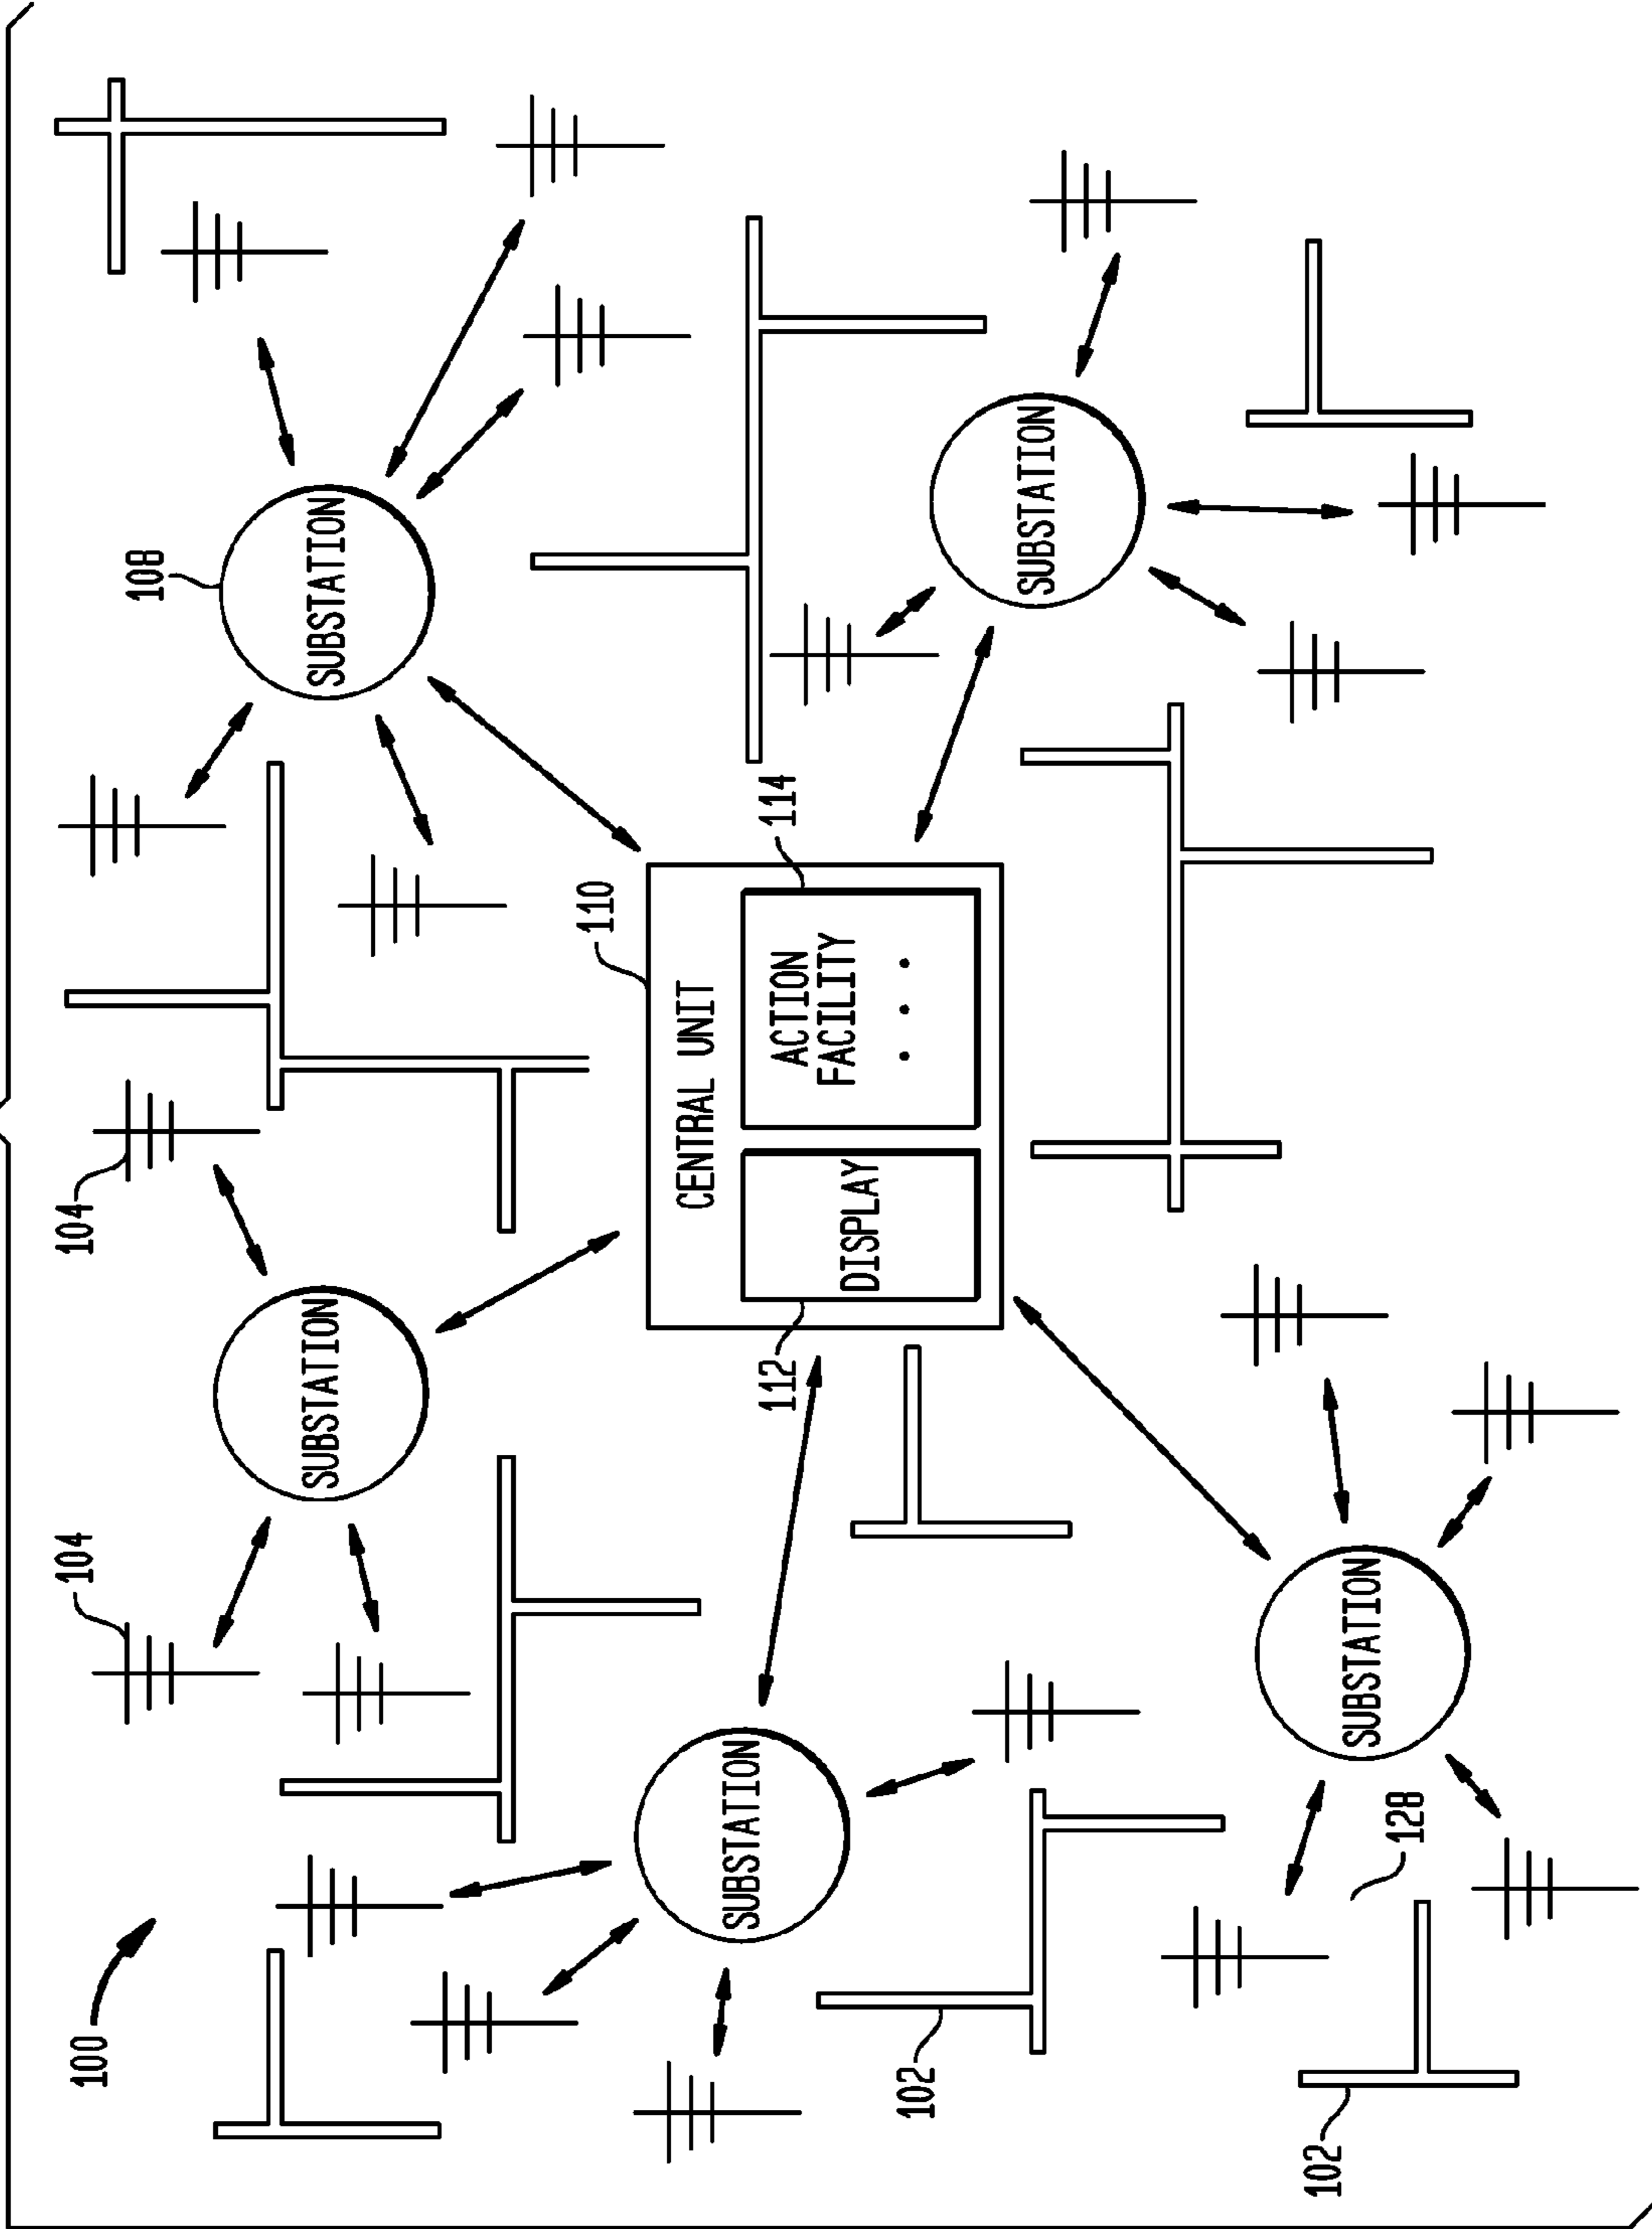 100
104
104
108
SUBSTATION
SUBSTATION
110
CENTRAL UNIT
112
DISPLAY
ACTION
FACILITY
. . .
114
SUBSTATION
102
SUBSTATION
102
128
SUBSTATION